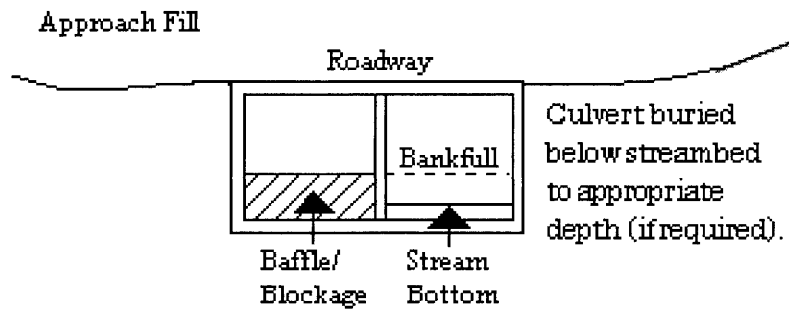 Approach Fill
Roadway
Bankfull
Culvert buried
below streambed
to appropriate
depth (if required).
Baffle/
Blockage
Stream
Bottom